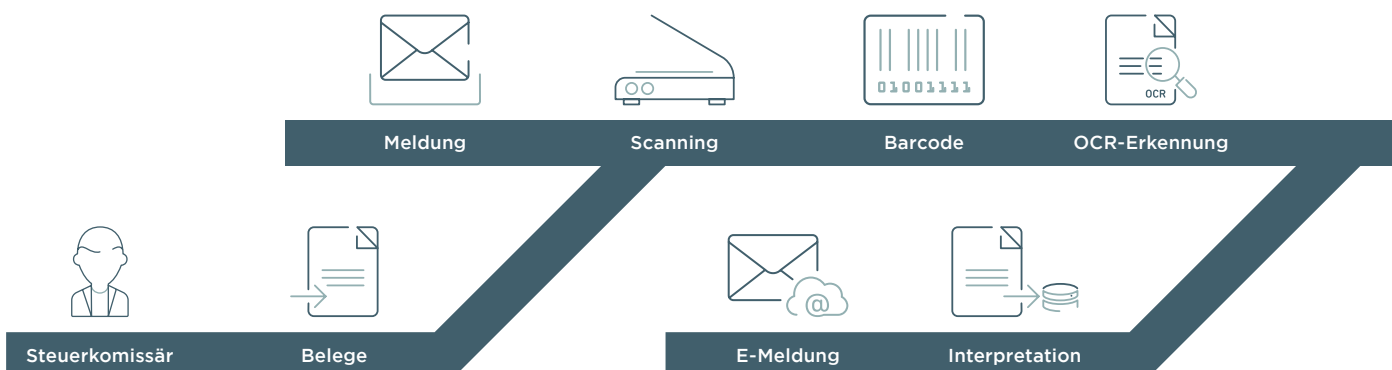 01001111
OCR
Meldung
Scanning
Barcode
OCR-Erkennung
@
Steuerkomissär
Belege
E-Meldung
Interpretation